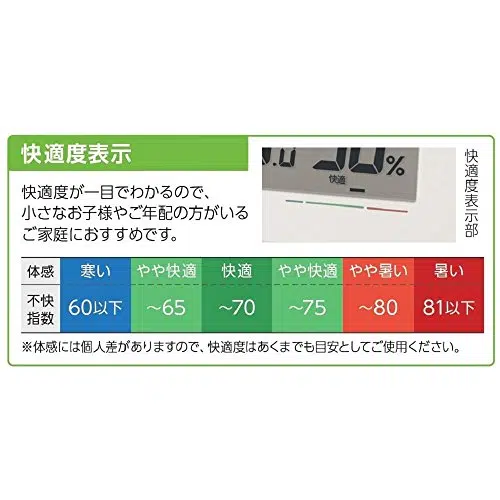 快適度表示
快適度が一目でわかるので、
小さなお子様やご年配の方がいる
ご家庭におすすめです。
快適
%
快適度表示部
体感 寒い やや快適 快適 やや快適 やや暑い 暑い
不快指数 60以下 ～65 ～70 ～75 ～80 81以下
※体感には個人差がありますので、快適度はあくまでも目安としてご使用ください。